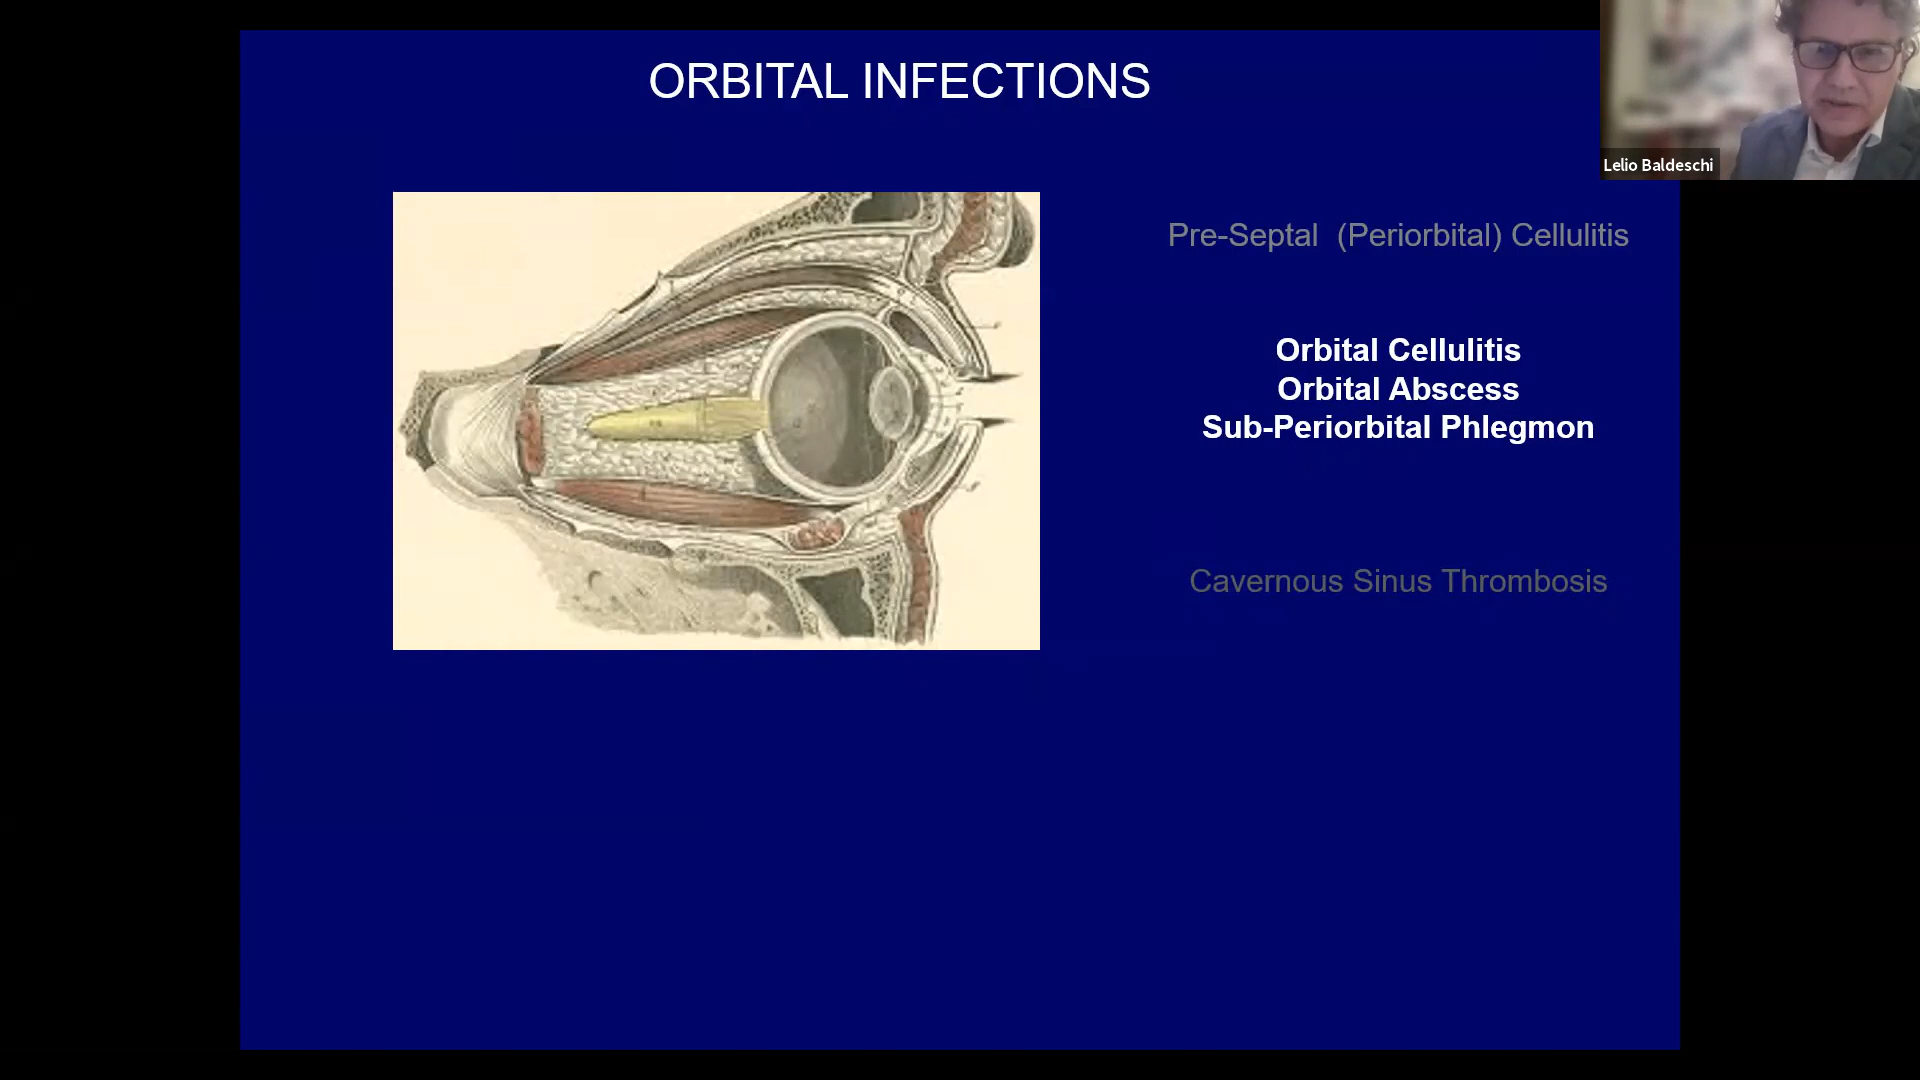 ORBITAL INFECTIONS
Lelio Baldeschi
Pre-Septal  (Periorbital) Cellulitis
Orbital Cellulitis
Orbital Abscess
Sub-Periorbital Phlegmon
Cavernous Sinus Thrombosis